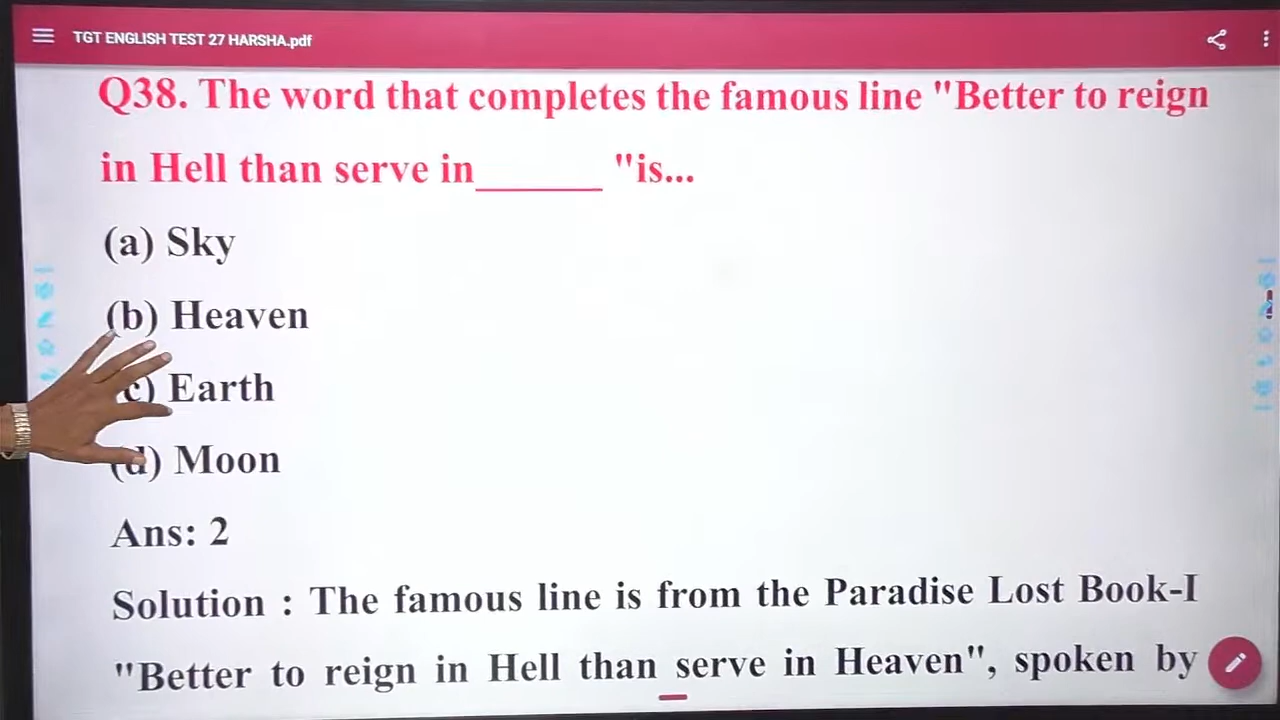 TGT ENGLISH TEST 27 HARSHA.pdf
Q38. The word that completes the famous line "Better to reign
in Hell than serve in______ "is...
(a) Sky
(b) Heaven
c) Earth
(d) Moon
Ans: 2
Solution : The famous line is from the Paradise Lost Book-I
"Better to reign in Hell than serve in Heaven", spoken by